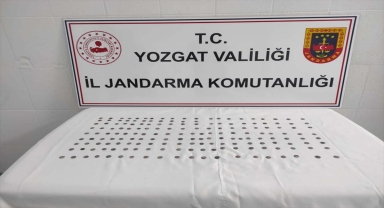 T.C.
YOZGAT VALİLİĞİ
İL JANDARMA KOMUTANLIĞI